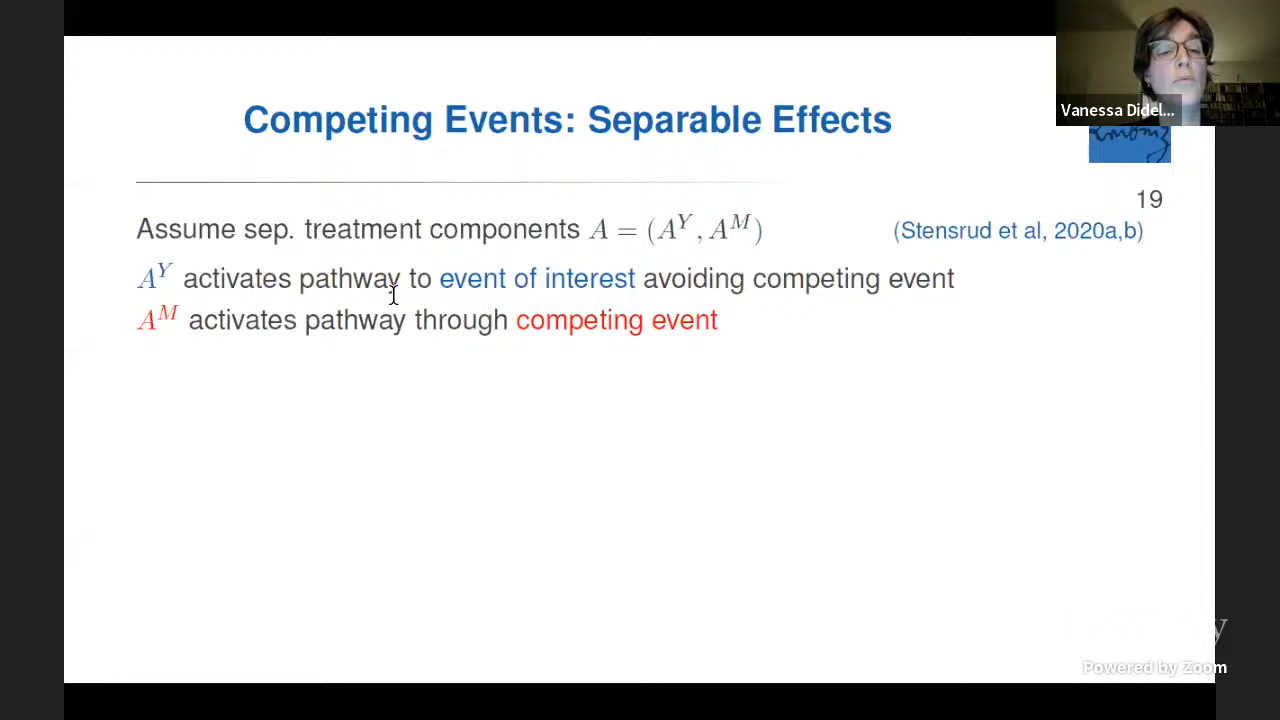 Competing Events: Separable Effects
Vanessa Didel...
19
Assume sep. treatment components A = (A^Y, A^M) (Stensrud et al, 2020a,b)
A^Y activates pathway to event of interest avoiding competing event
A^M activates pathway through competing event
y
Powered by Zoom